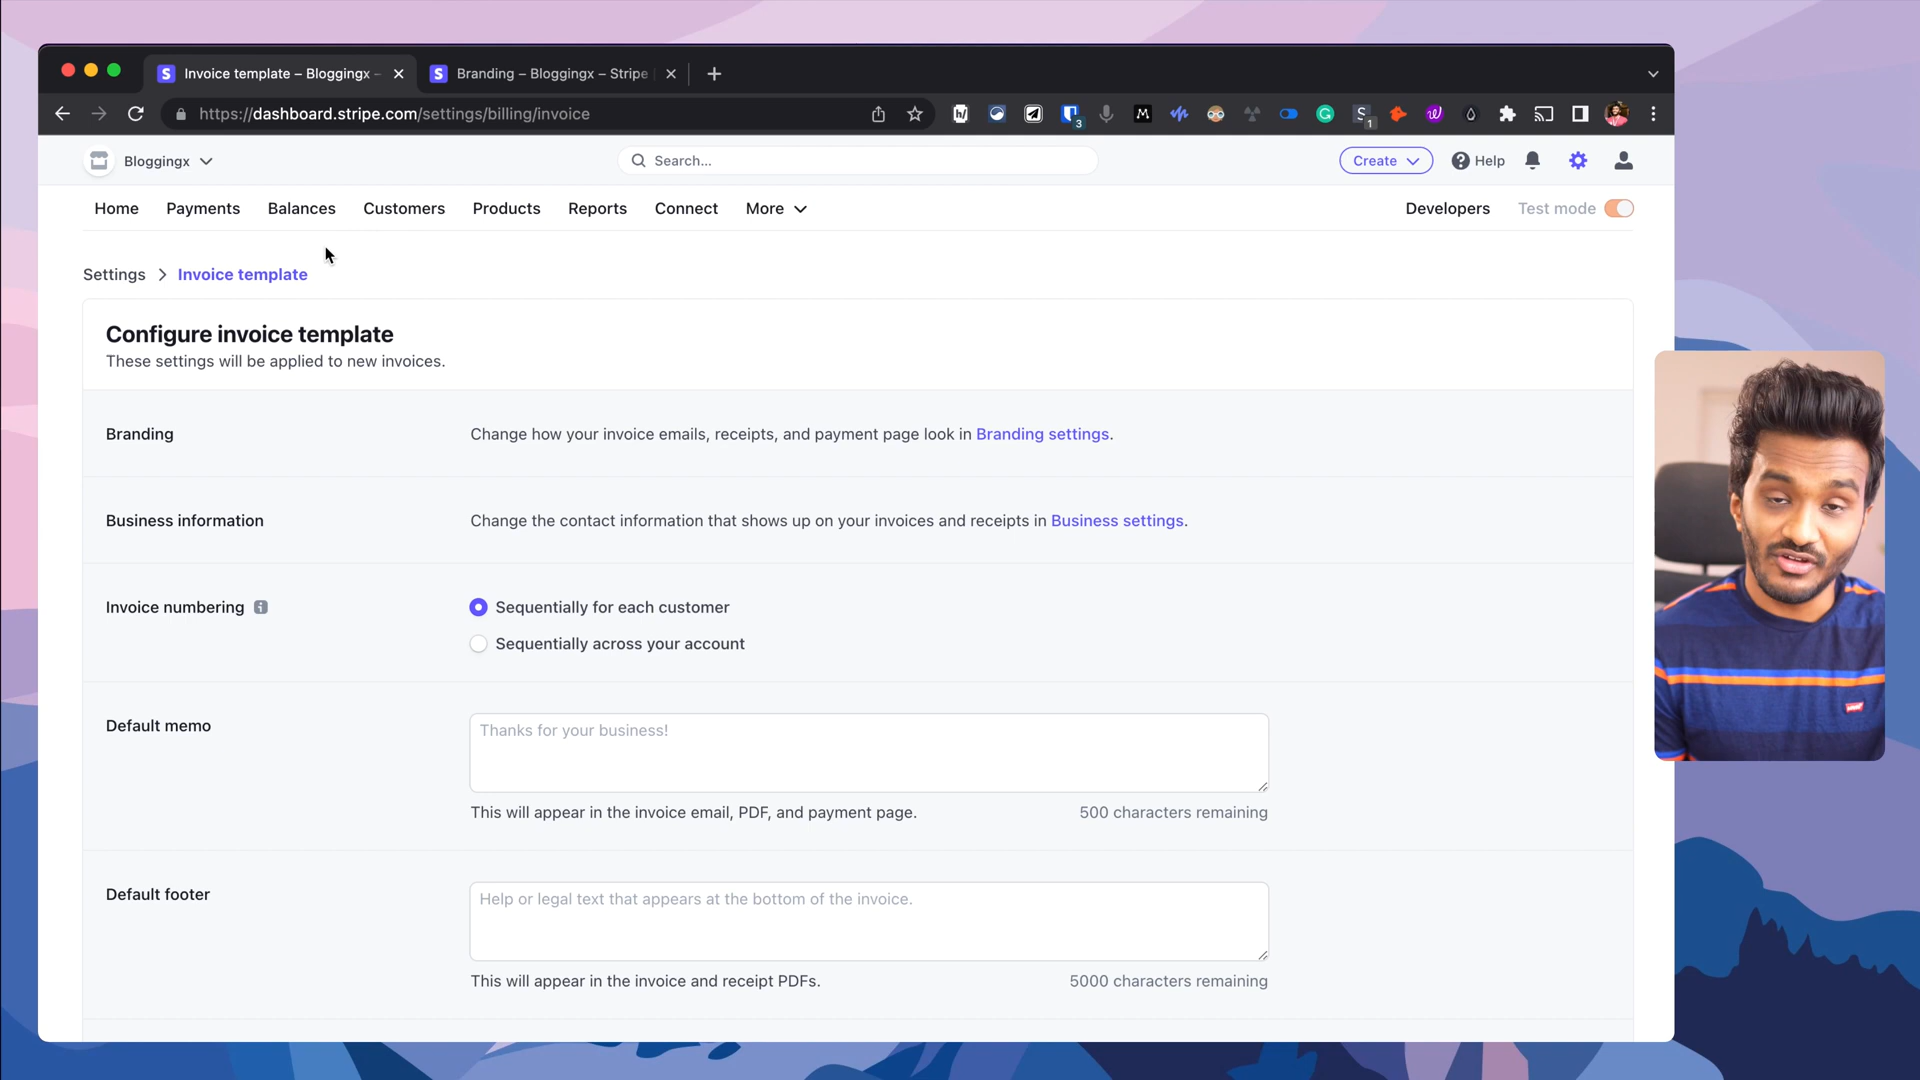 Invoice template – Bloggingx –
Branding – Bloggingx – Stripe
https://dashboard.stripe.com/settings/billing/invoice
3
1
Bloggingx
Search...
Create
Help
Home
Payments
Balances
Customers
Products
Reports
Connect
More
Developers
Test mode
Settings > Invoice template
Configure invoice template
These settings will be applied to new invoices.
Branding
Change how your invoice emails, receipts, and payment page look in Branding settings.
Business information
Change the contact information that shows up on your invoices and receipts in Business settings.
Invoice numbering
Sequentially for each customer
Sequentially across your account
Default memo
Thanks for your business!
This will appear in the invoice email, PDF, and payment page.
500 characters remaining
Default footer
Help or legal text that appears at the bottom of the invoice.
This will appear in the invoice and receipt PDFs.
5000 characters remaining